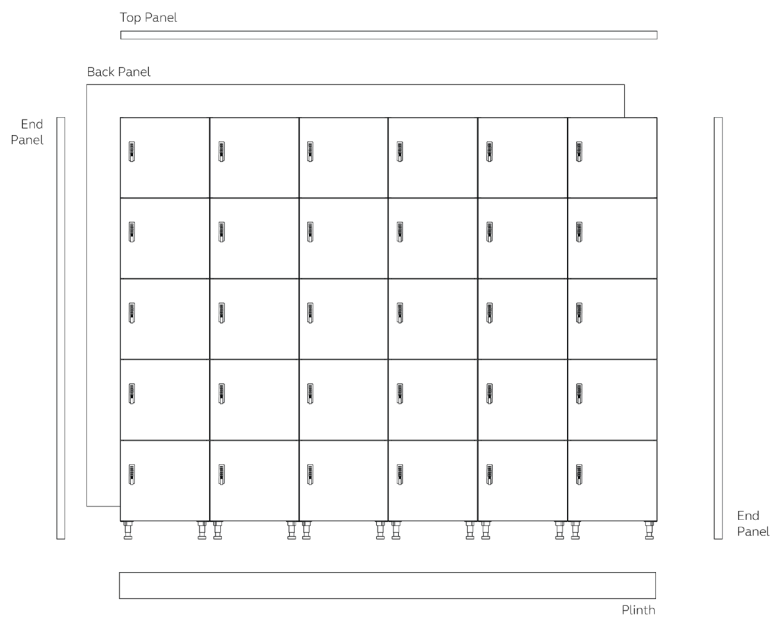 Top Panel
Back Panel
End
Panel
End
Panel
Plinth